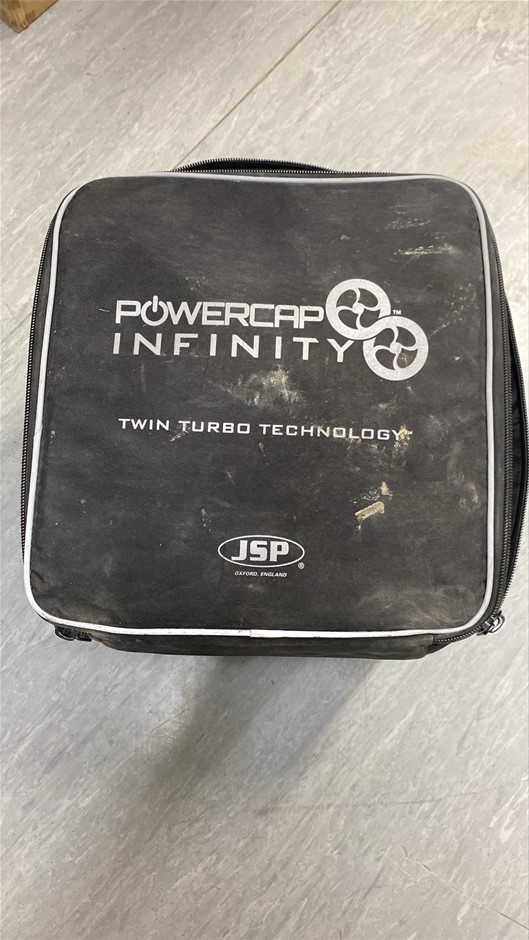 POWERCAP™
INFINITY
TWIN TURBO TECHNOLOGY™
JSP®
OXFORD. ENGLAND